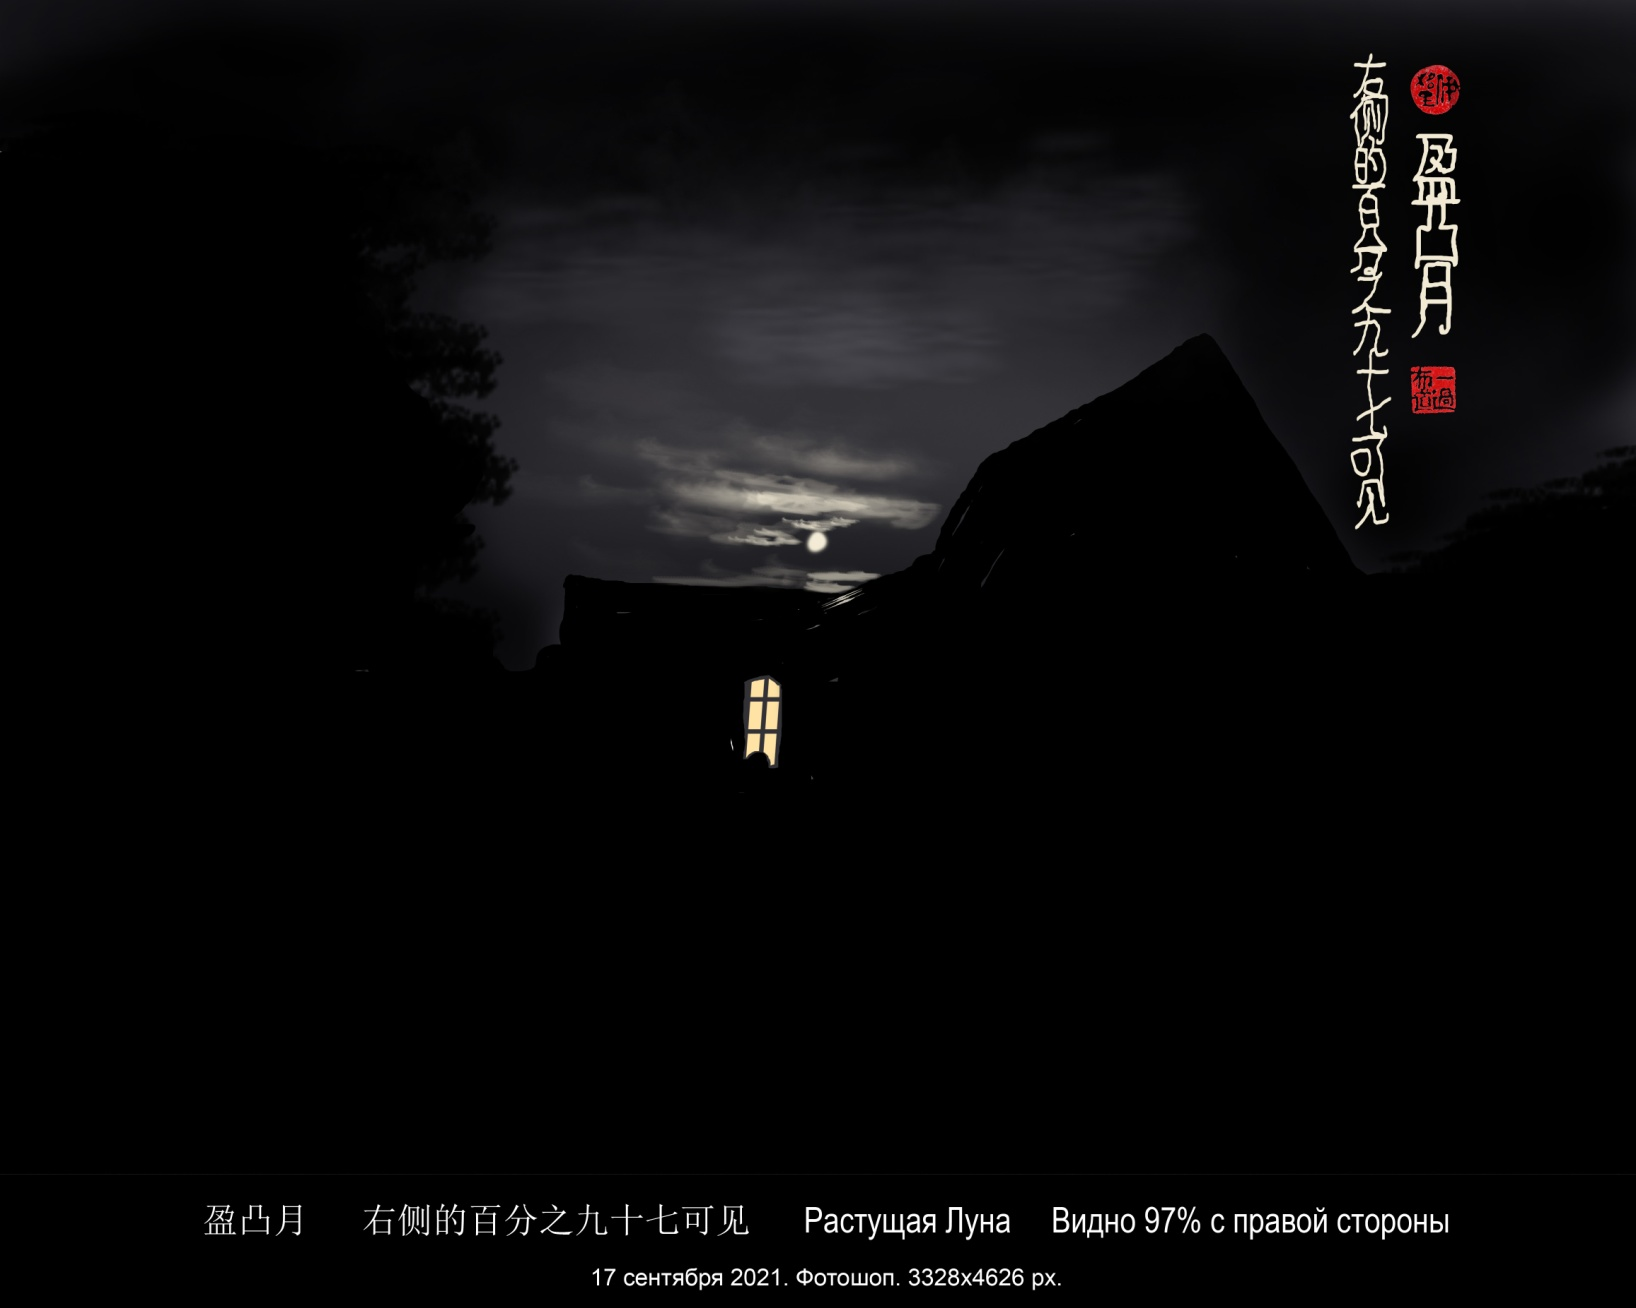 盈凸月
右侧的百分之九十七可见
盈凸月 右侧的百分之九十七可见 Растущая Луна Видно 97% с правой стороны
17 сентября 2021. Фотошоп. 3328x4626 px.